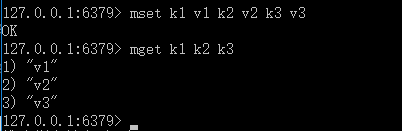 127.0.0.1:6379> mset k1 v1 k2 v2 k3 v3
OK
127.0.0.1:6379> mget k1 k2 k3
1) "v1"
2) "v2"
3) "v3"
127.0.0.1:6379>